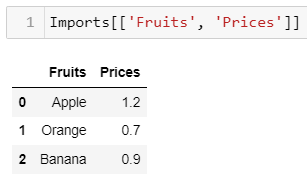 1 Imports[['Fruits', 'Prices']]
Fruits Prices
0 Apple 1.2
1 Orange 0.7
2 Banana 0.9